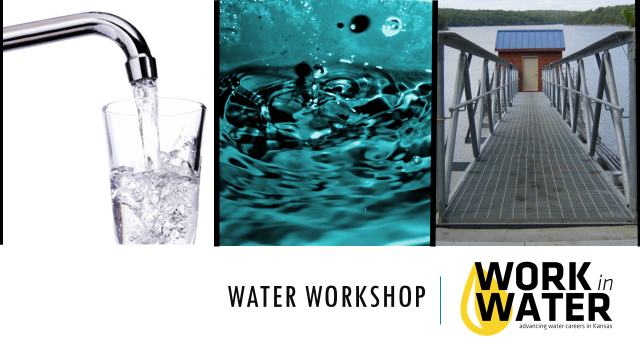 WATER WORKSHOP
WORK in
WATER
advancing water careers in Kansas